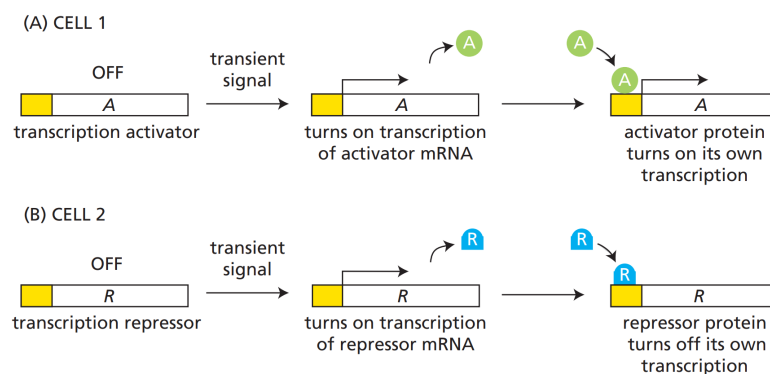 (A) CELL 1
OFF
transient
signal
A
A
A
A
A
A
transcription activator
turns on transcription
of activator mRNA
activator protein
turns on its own
transcription
(B) CELL 2
OFF
transient
signal
R
R
R
R
R
R
transcription repressor
turns on transcription
of repressor mRNA
repressor protein
turns off its own
transcription